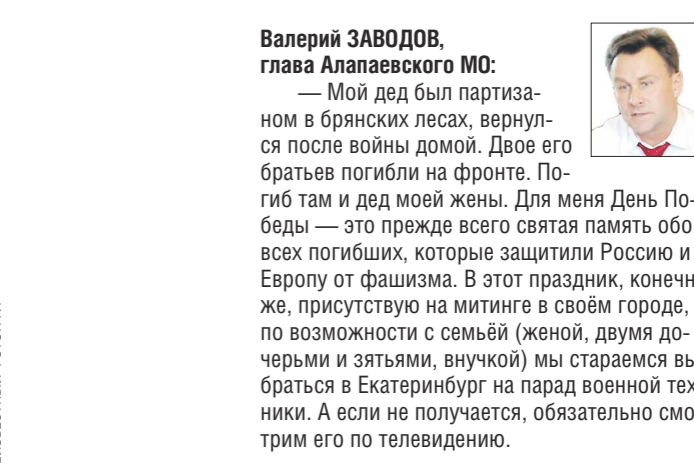 Валерий ЗАВОДОВ,
глава Алапаевского МО:
— Мой дед был партиза-
ном в брянских лесах, вернул-
ся после войны домой. Двое его
братьев погибли на фронте. По-
гиб там и дед моей жены. Для меня День По-
беды — это прежде всего святая память обо
всех погибших, которые защитили Россию и
Европу от фашизма. В этот праздник, конечн
же, присутствую на митинге в своём городе,
по возможности с семьёй (женой, двумя до-
черьми и зятьями, внучкой) мы стараемся вы
браться в Екатеринбург на парад военной тех
ники. А если не получается, обязательно смо
трим его по телевидению.